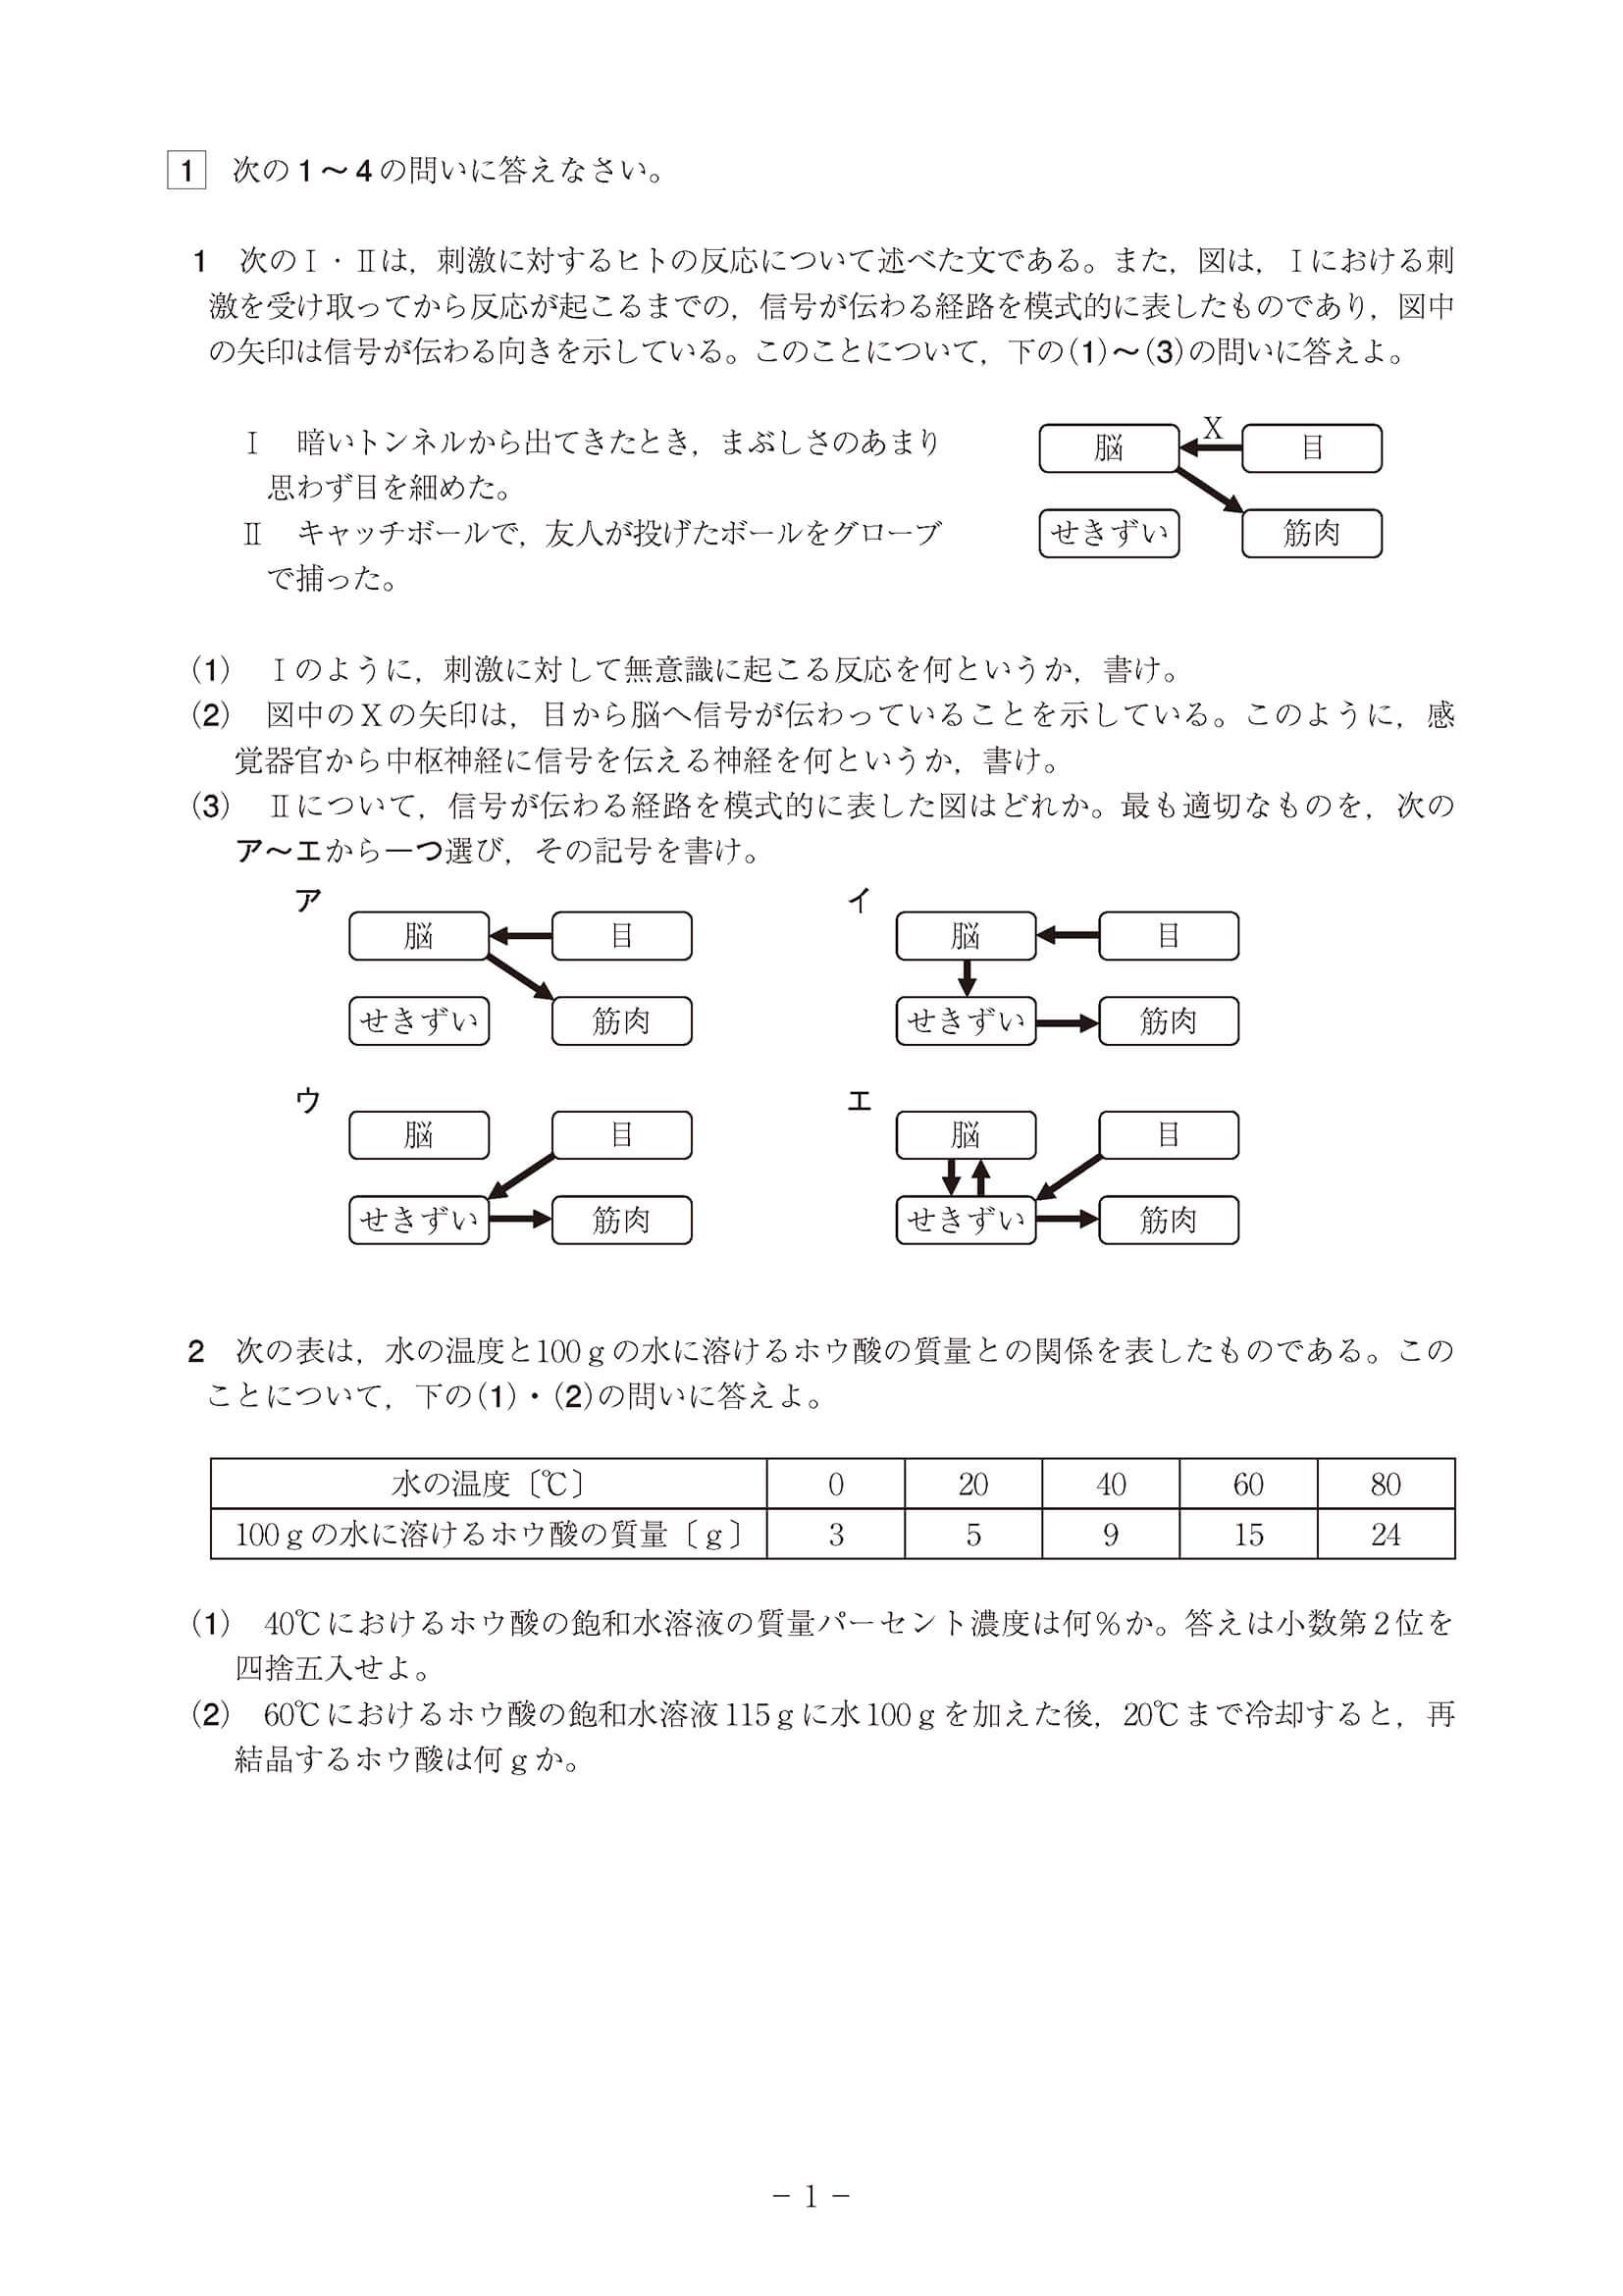 1 次の1～4の問いに答えなさい。
1 次のⅠ・Ⅱは，刺激に対するヒトの反応について述べた文である。また，図は，Ⅰにおける刺
激を受け取ってから反応が起こるまでの，信号が伝わる経路を模式的に表したものであり，図中
の矢印は信号が伝わる向きを示している。このことについて，下の(1)～(3)の問いに答えよ。
Ⅰ 暗いトンネルから出てきたとき，まぶしさのあまり
思わず目を細めた。
Ⅱ キャッチボールで，友人が投げたボールをグローブ
で捕った。
X
脳 目
せきずい 筋肉
(1) Ⅰのように，刺激に対して無意識に起こる反応を何というか，書け。
(2) 図中のXの矢印は，目から脳へ信号が伝わっていることを示している。このように，感
覚器官から中枢神経に信号を伝える神経を何というか，書け。
(3) Ⅱについて，信号が伝わる経路を模式的に表した図はどれか。最も適切なものを，次の
ア～エから一つ選び，その記号を書け。
ア
脳 目
せきずい 筋肉
イ
脳 目
せきずい 筋肉
ウ
脳 目
せきずい 筋肉
エ
脳 目
せきずい 筋肉
2 次の表は，水の温度と100gの水に溶けるホウ酸の質量との関係を表したものである。この
ことについて，下の(1)・(2)の問いに答えよ。
水の温度〔℃〕 0 20 40 60 80
100gの水に溶けるホウ酸の質量〔g〕 3 5 9 15 24
(1) 40℃におけるホウ酸の飽和水溶液の質量パーセント濃度は何％か。答えは小数第2位を
四捨五入せよ。
(2) 60℃におけるホウ酸の飽和水溶液115gに水100gを加えた後，20℃まで冷却すると，再
結晶するホウ酸は何gか。
－ 1 －